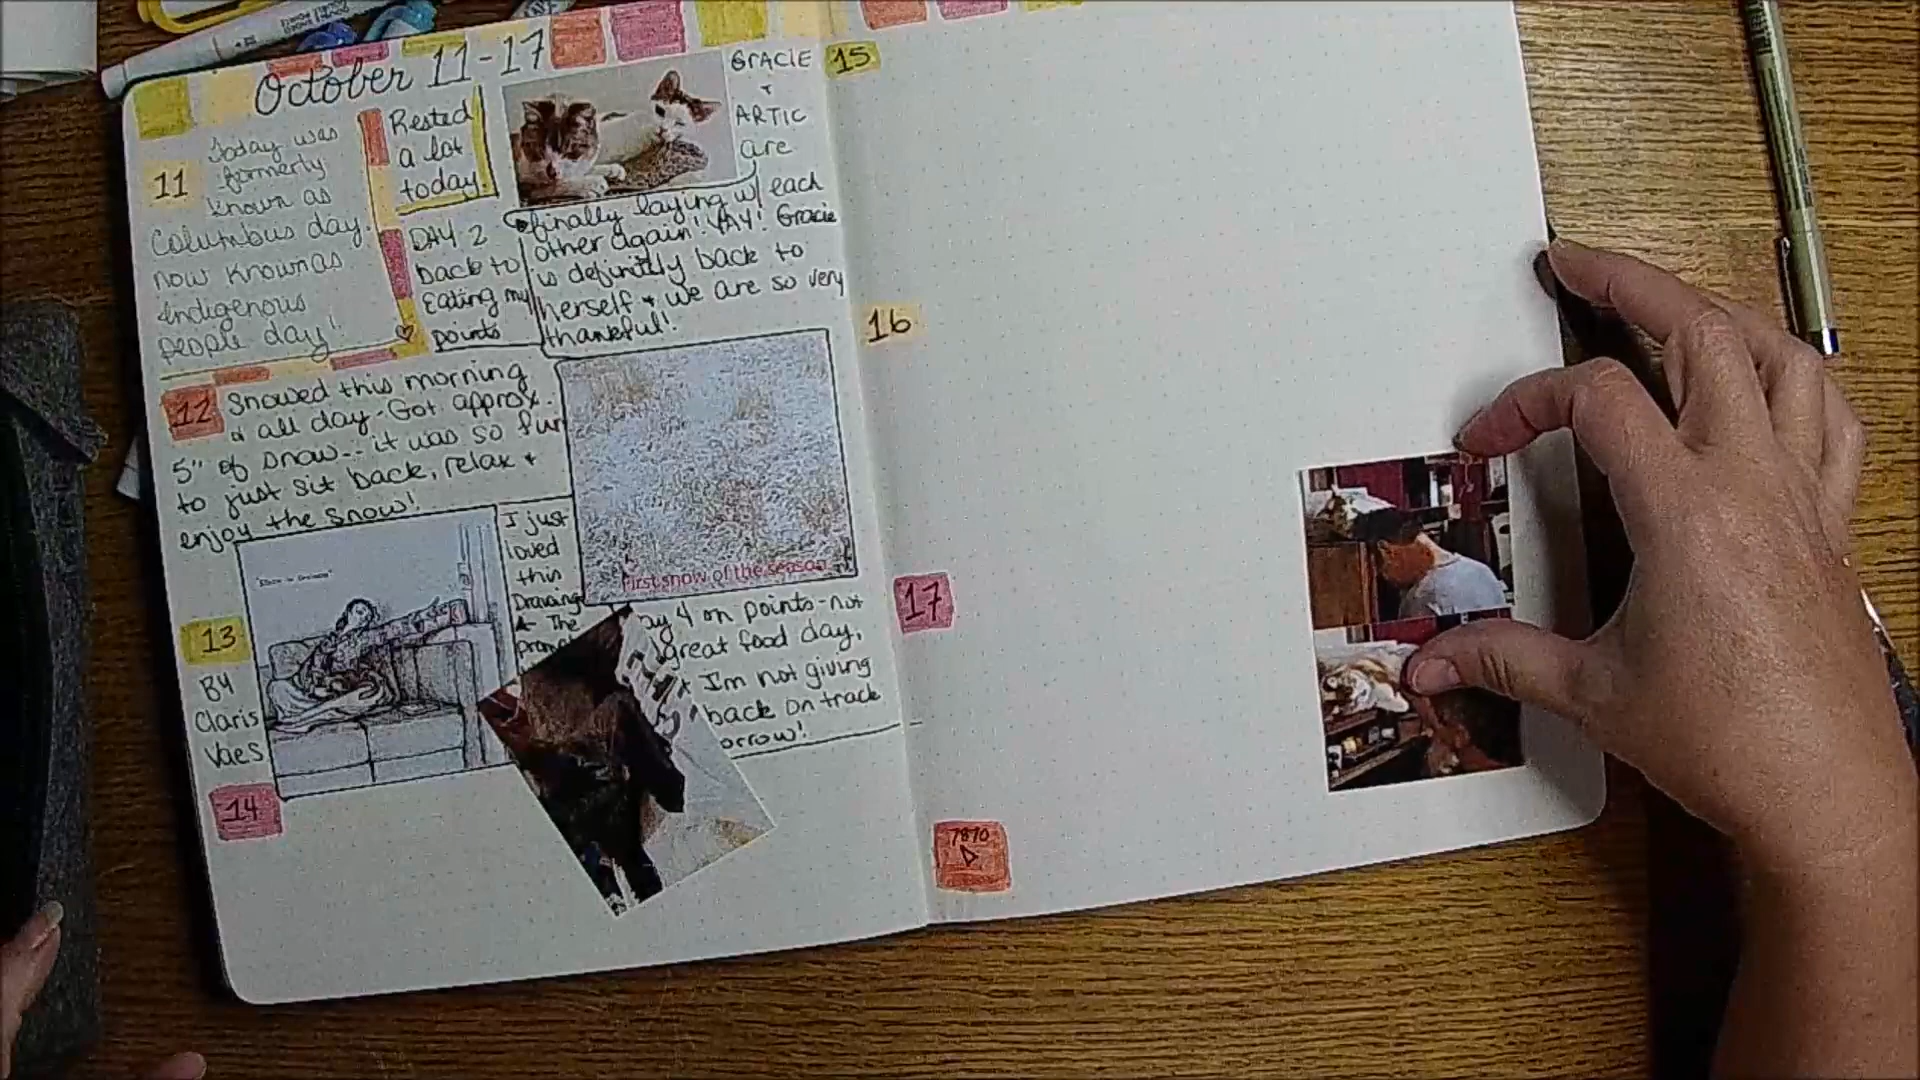 October 11-17
11
Today was
formerly
known as
Columbus day.
now known as
Indigenous
people day!
Rested
a lot
today.
DAY 2
back to
Eating my
points
GRACIE
+
ARTIC
are
finally laying w/ each
other again! YAY! Gracie
is definitely back to
herself + we are so very
thankful!
12 Snowed this morning
+ all day - Got approx.
5" of snow... it was so fun
to just sit back, relax +
enjoy the snow!
First snow of the season
13
By
Claris
Vaes
I just
loved
this
Drawing
The
4 on points - not
great food day,
I'm not giving
back on track
orrow!
14
15
16
17
7870